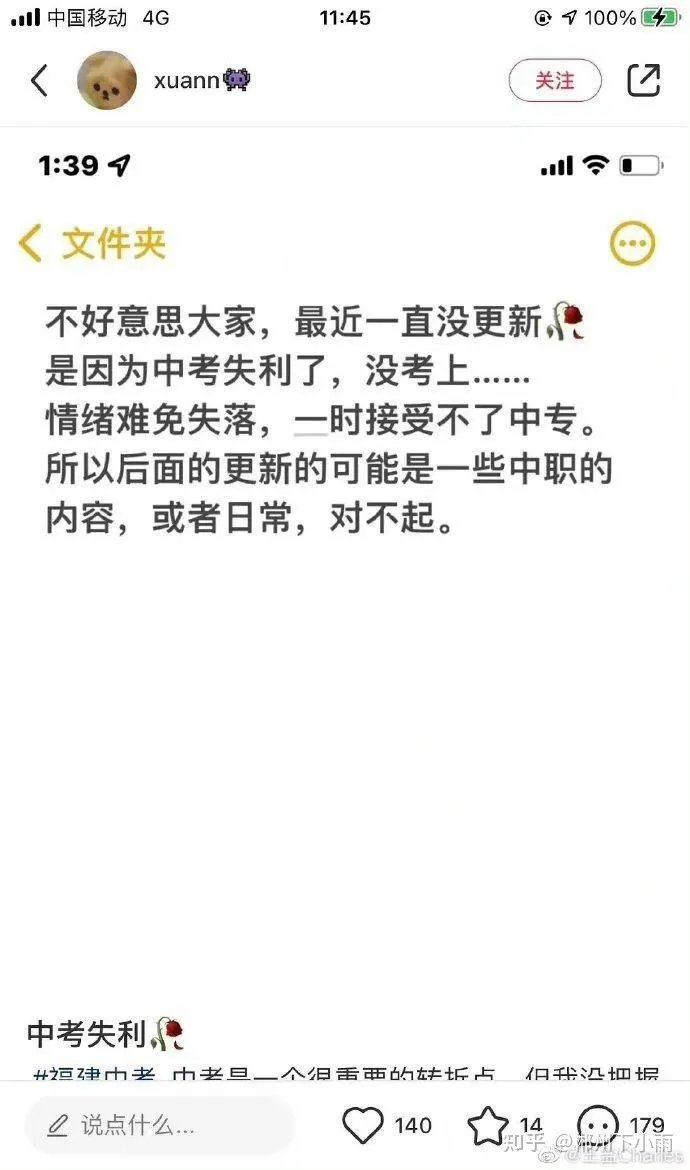 中国移动 4G 11:45 100%
xuann👾 关注
1:39
文件夹
不好意思大家，最近一直没更新🥀
是因为中考失利了，没考上……
情绪难免失落，一时接受不了中专。
所以后面的更新的可能是一些中职的
内容，或者日常，对不起。
中考失利🥀
#福建中考 中考是一个很重要的转折点，但我没把握
说点什么... 140 14 179
知乎 @郴州下小雨